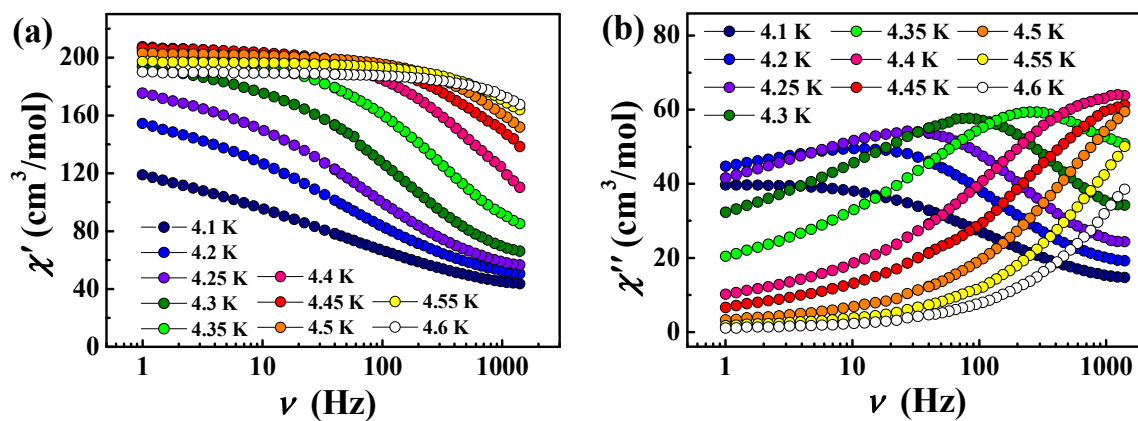 (a)
χ′ (cm³/mol)
200
160
120
80
40
0
4.1 K
4.2 K
4.25 K
4.3 K
4.35 K
4.4 K
4.45 K
4.5 K
4.55 K
4.6 K
1 10 100 1000
ν (Hz)
(b)
χ′′ (cm³/mol)
80
60
40
20
0
4.1 K 4.35 K 4.5 K
4.2 K 4.4 K 4.55 K
4.25 K 4.45 K 4.6 K
4.3 K
1 10 100 1000
ν (Hz)